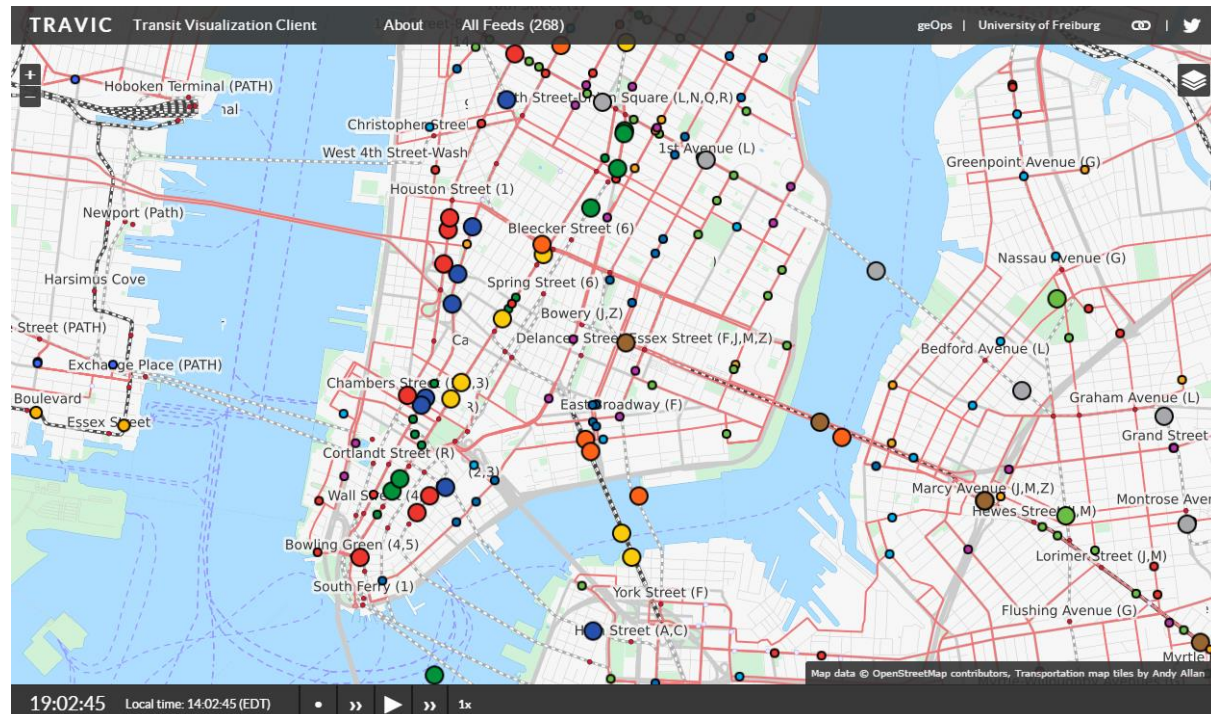 TRAVIC Transit Visualization Client About All Feeds (268) geOps | University of Freiburg |
+
−
Hoboken Terminal (PATH)
Square (L,N,Q,R)
Christopher Street
1st Avenue (L)
West 4th Street-Wash
Greenpoint Avenue (G)
Houston Street (1)
Newport (Path)
Bleecker Street (6)
Nassau Avenue (G)
Harsimus Cove
Spring Street (6)
Bowery (J,Z)
Street (PATH)
Essex Street (F,J,M,Z)
Bedford Avenue (L)
Exchange Place (PATH)
Chambers Street
Boulevard
East Broadway (F)
Graham Avenue (L)
Essex Street
Grand Street
Cortlandt Street (R)
(2,3)
Marcy Avenue (J,M,Z)
Wall Street
Montrose Aven
Hewes Street
Bowling Green (4,5)
Lorimer Street (J,M)
South Ferry (1)
York Street (F)
Flushing Avenue (G)
Street (A,C)
Myrtle
Map data © OpenStreetMap contributors, Transportation map tiles by Andy Allan
19:02:45 Local time: 14:02:45 (EDT) 1x